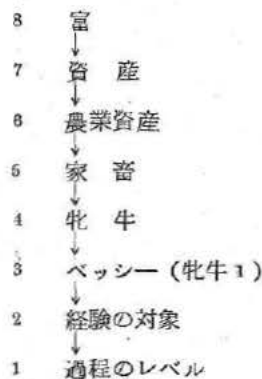 8 富
↓
7 資産
↓
6 農業資産
↓
5 家畜
↓
4 牝牛
↓
3 ベッシー(牝牛1)
↓
2 経験の対象
↓
1 過程のレベル